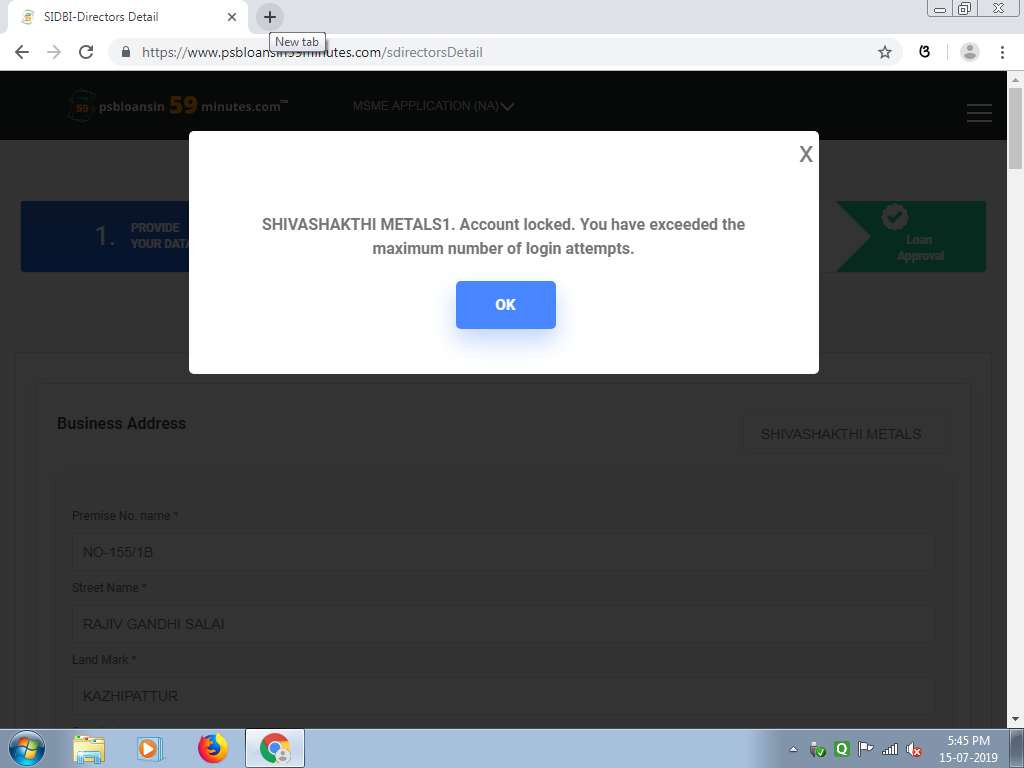 SIDBI-Directors Detail
New tab
https://www.psbloansin59minutes.com/sdirectorsDetail
psbloansin 59 minutes.com™
MSME APPLICATION (NA)
X
SHIVASHAKTHI METALS1. Account locked. You have exceeded the
maximum number of login attempts.
OK
1.
PROVIDE
YOUR DATA
Loan
Approval
Business Address
SHIVASHAKTHI METALS
Premise No. name *
NO-155/1B
Street Name *
RAJIV GANDHI SALAI
Land Mark *
KAZHIPATTUR
5:45 PM
15-07-2019